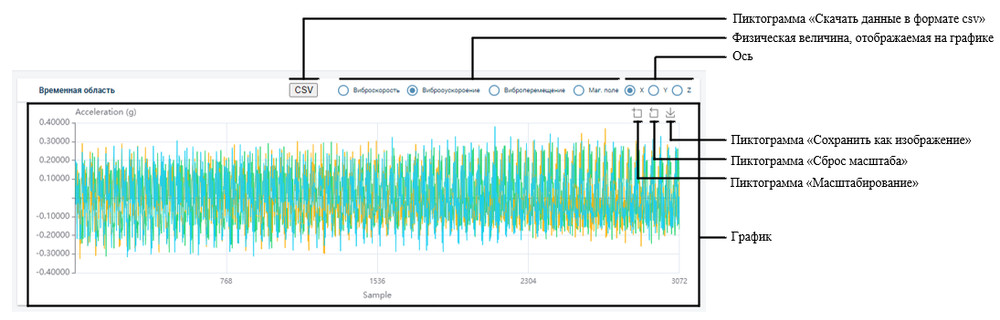 Пиктограмма «Скачать данные в формате csv»
Физическая величина, отображаемая на графике
Ось
Временная область
CSV
Виброскорость
Виброускорение
Виброперемещение
Маг. поле
X
Y
Z
Acceleration (g)
0.40000
0.30000
0.20000
0.10000
-0.10000
-0.20000
-0.30000
-0.40000
768
1536
2304
3072
Sample
Пиктограмма «Сохранить как изображение»
Пиктограмма «Сброс масштаба»
Пиктограмма «Масштабирование»
График